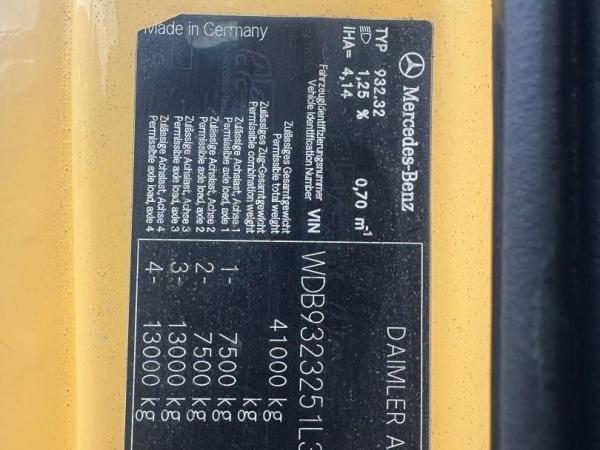 Mercedes-Benz
DAIMLER A
TYP 932.32
1,25 % 0,70 m-1
iHA= 4,14
Fahrzeugidentifizierungsnummer
Vehicle Identification Number VIN WDB9323251L3
Zulässiges Gesamtgewicht
Permissible total weight 41000 kg
Zulässiges Zug-Gesamtgewicht
Permissible combination weight kg
Zulässige Achslast, Achse 1
Permissible axle load, axle 1 1- 7500 kg
Zulässige Achslast, Achse 2
Permissible axle load, axle 2 2- 7500 kg
Zulässige Achslast, Achse 3
Permissible axle load, axle 3 3- 13000 kg
Zulässige Achslast, Achse 4
Permissible axle load, axle 4 4- 13000 kg
Made in Germany